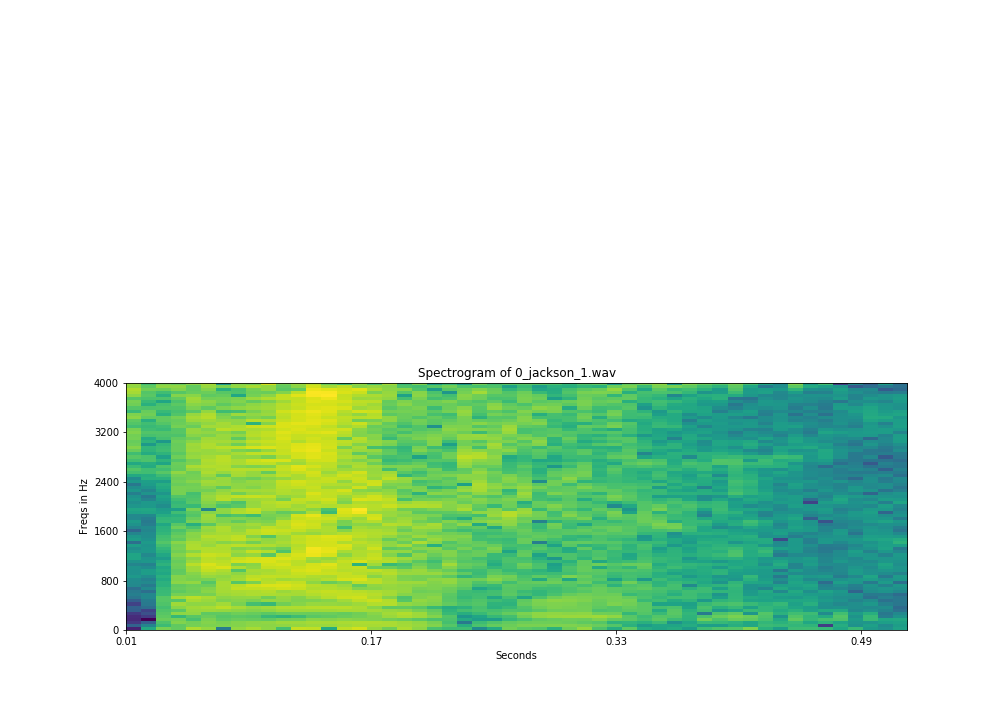 Spectrogram of 0_jackson_1.wav
4000
3200
2400
1600
800
0
Freqs in Hz
0.01 0.17 0.33 0.49
Seconds